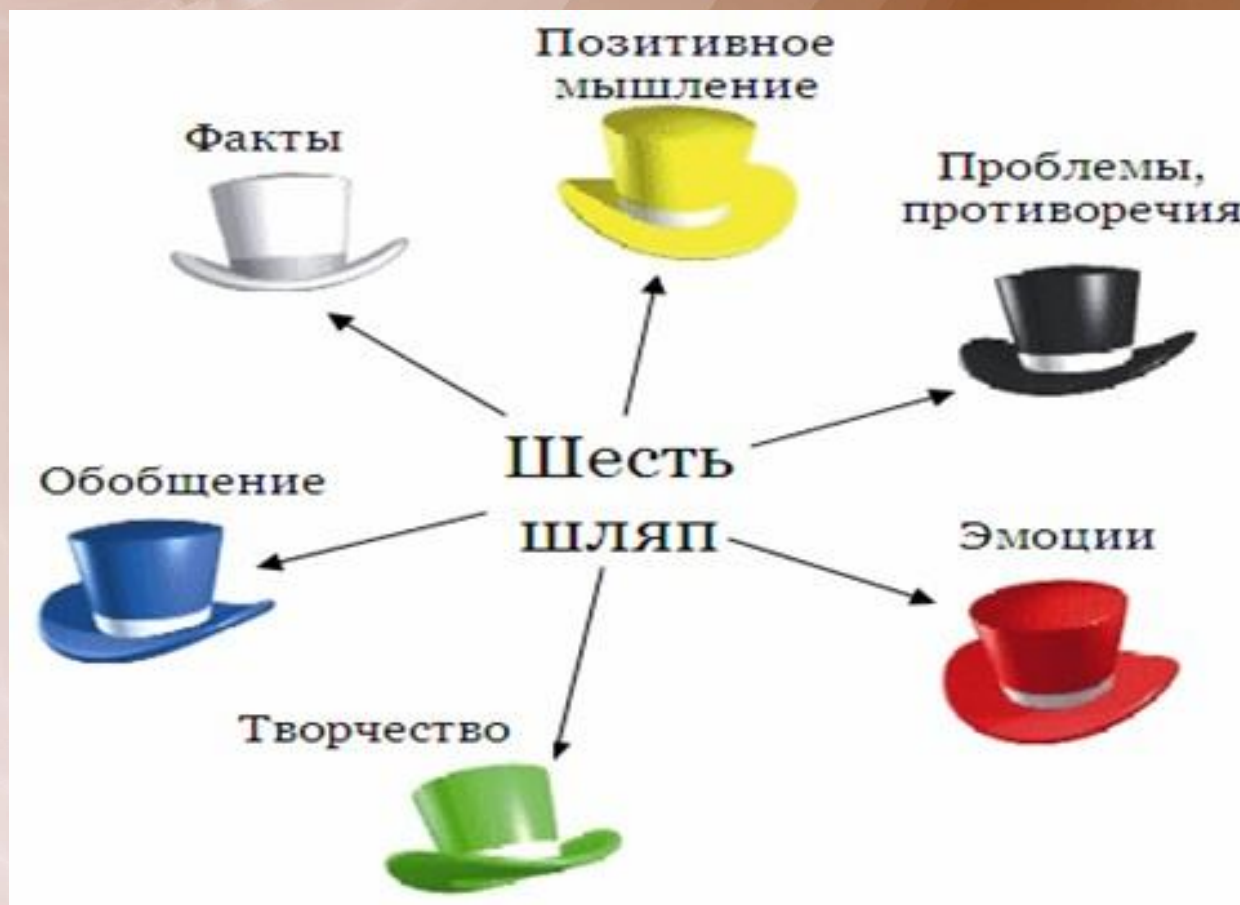 Позитивное
мышление
Факты
Проблемы,
противоречия
Шесть
шляп
Обобщение
Эмоции
Творчество